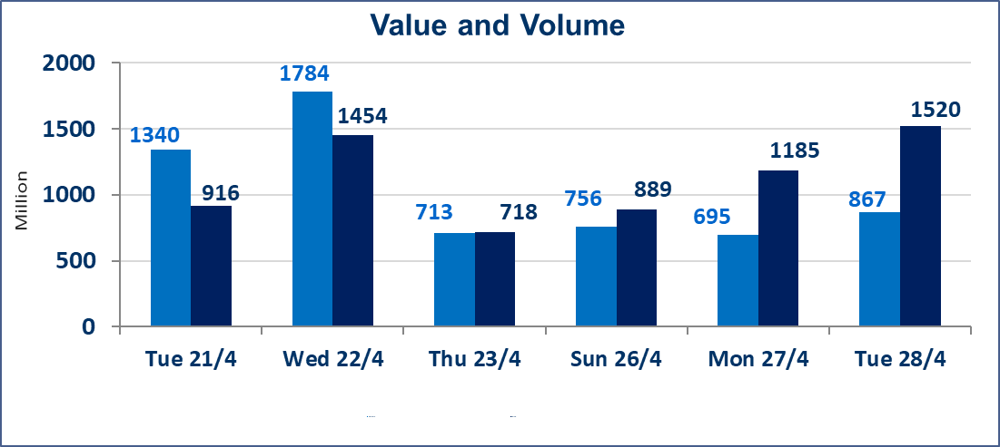 Value and Volume
Million
2000
1500
1000
500
0
1340
916
1784
1454
713
718
756
889
695
1185
867
1520
Tue 21/4
Wed 22/4
Thu 23/4
Sun 26/4
Mon 27/4
Tue 28/4